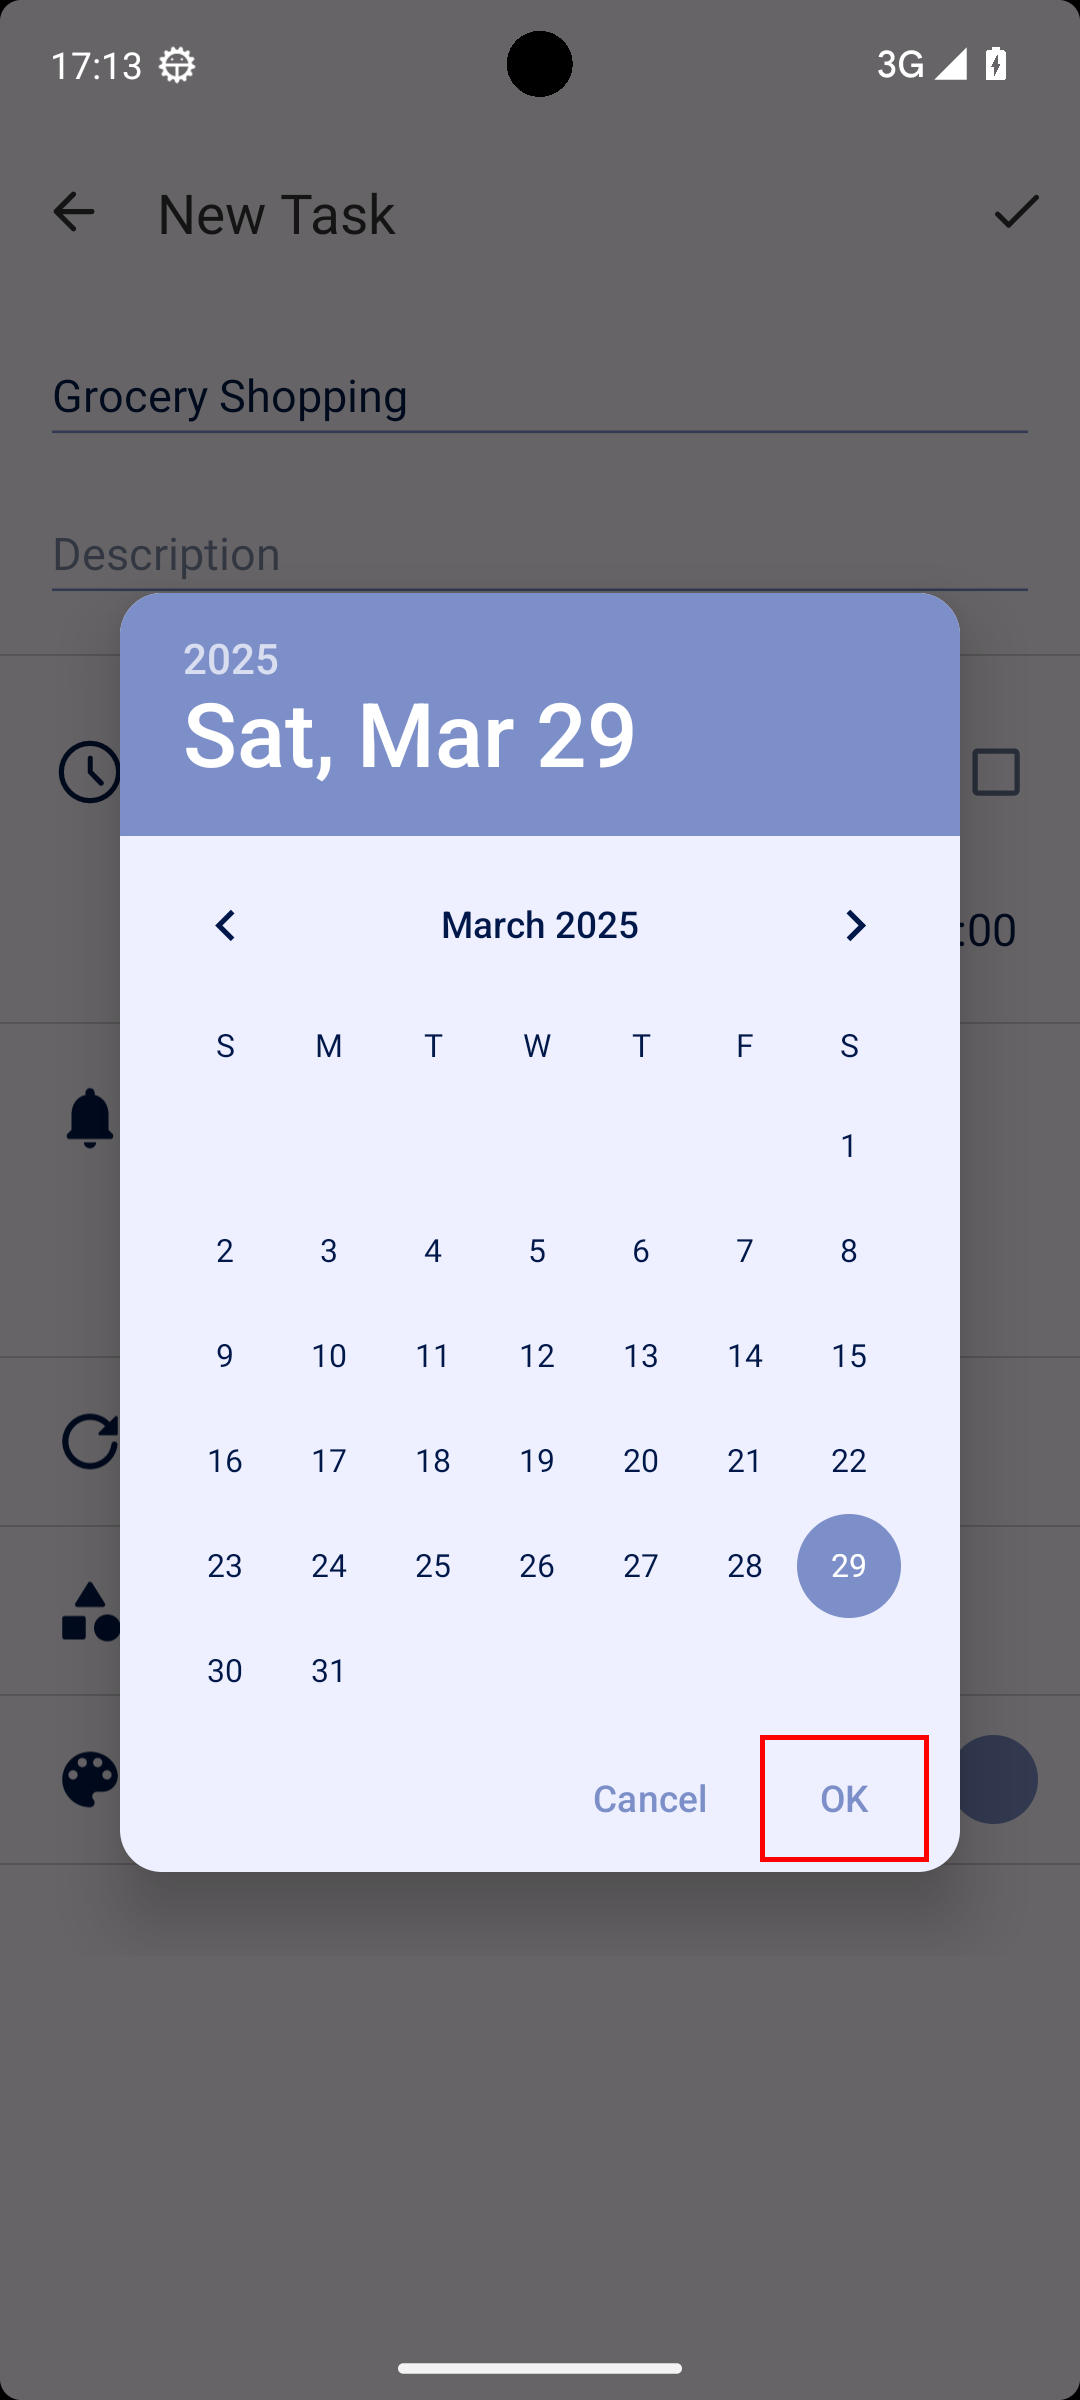 17:13
3G
New Task
Grocery Shopping
Description
2025
Sat, Mar 29
March 2025
:00
S M T W T F S
1
2 3 4 5 6 7 8
9 10 11 12 13 14 15
16 17 18 19 20 21 22
23 24 25 26 27 28 29
30 31
Cancel OK